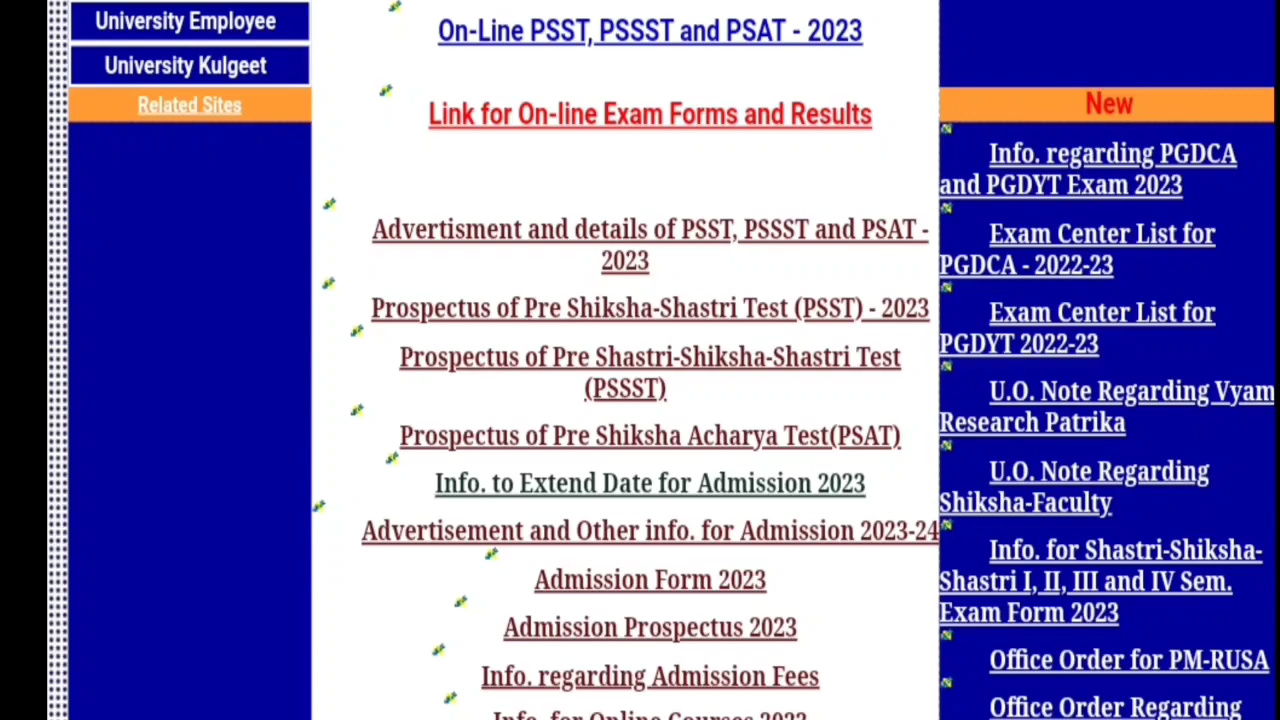 University Employee
University Kulgeet
Related Sites
On-Line PSST, PSSST and PSAT - 2023
Link for On-line Exam Forms and Results
Advertisment and details of PSST, PSSST and PSAT -
2023
Prospectus of Pre Shiksha-Shastri Test (PSST) - 2023
Prospectus of Pre Shastri-Shiksha-Shastri Test
(PSSST)
Prospectus of Pre Shiksha Acharya Test(PSAT)
Info. to Extend Date for Admission 2023
Advertisement and Other info. for Admission 2023-24
Admission Form 2023
Admission Prospectus 2023
Info. regarding Admission Fees
Info. for Online Courses 2023
New
Info. regarding PGDCA
and PGDYT Exam 2023
Exam Center List for
PGDCA - 2022-23
Exam Center List for
PGDYT 2022-23
U.O. Note Regarding Vyam
Research Patrika
U.O. Note Regarding
Shiksha-Faculty
Info. for Shastri-Shiksha-
Shastri I, II, III and IV Sem.
Exam Form 2023
Office Order for PM-RUSA
Office Order Regarding